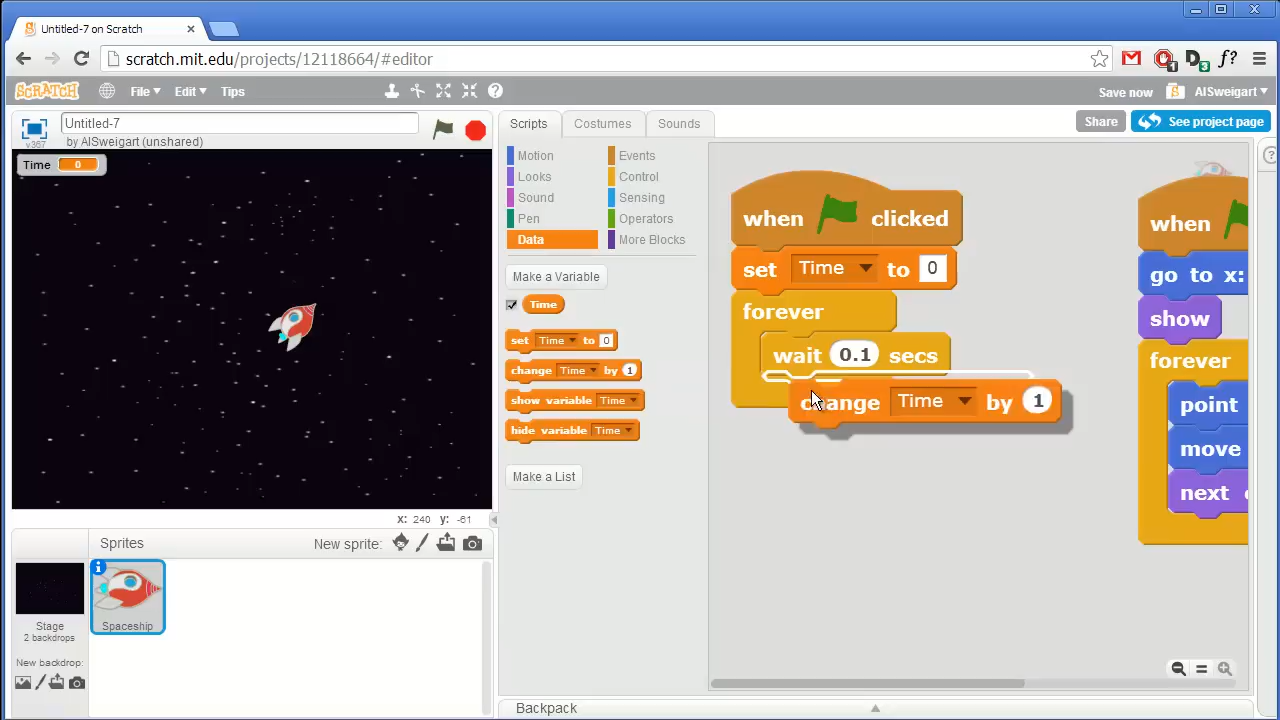 Untitled-7 on Scratch
scratch.mit.edu/projects/12118664/#editor
1
3
f?
SCRATCH
File
Edit
Tips
Save now
AlSweigart
Untitled-7
by AlSweigart (unshared)
v367
Scripts
Costumes
Sounds
Share
See project page
Time 0
Motion
Looks
Sound
Pen
Data
Events
Control
Sensing
Operators
More Blocks
Make a Variable
Time
set Time to 0
change Time by 1
show variable Time
hide variable Time
Make a List
when clicked
set Time to 0
forever
wait 0.1 secs
change Time by 1
when
go to x:
show
forever
point
move
next
x: 240 y: -61
Sprites
New sprite:
Stage
2 backdrops
New backdrop:
Spaceship
Backpack